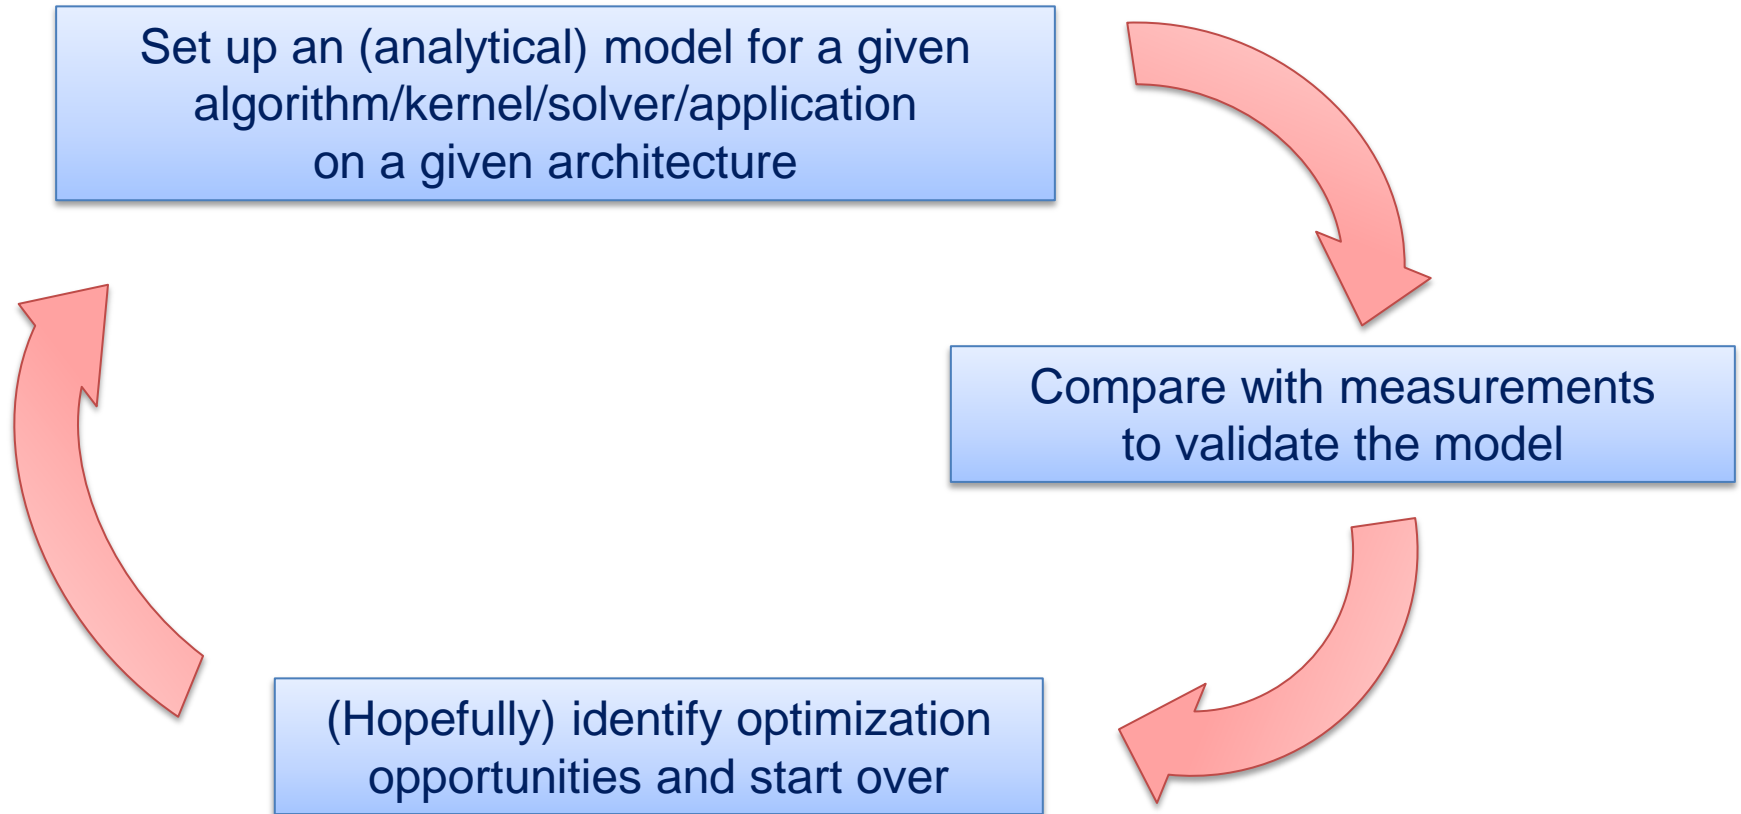 Set up an (analytical) model for a given
algorithm/kernel/solver/application
on a given architecture
Compare with measurements
to validate the model
(Hopefully) identify optimization
opportunities and start over